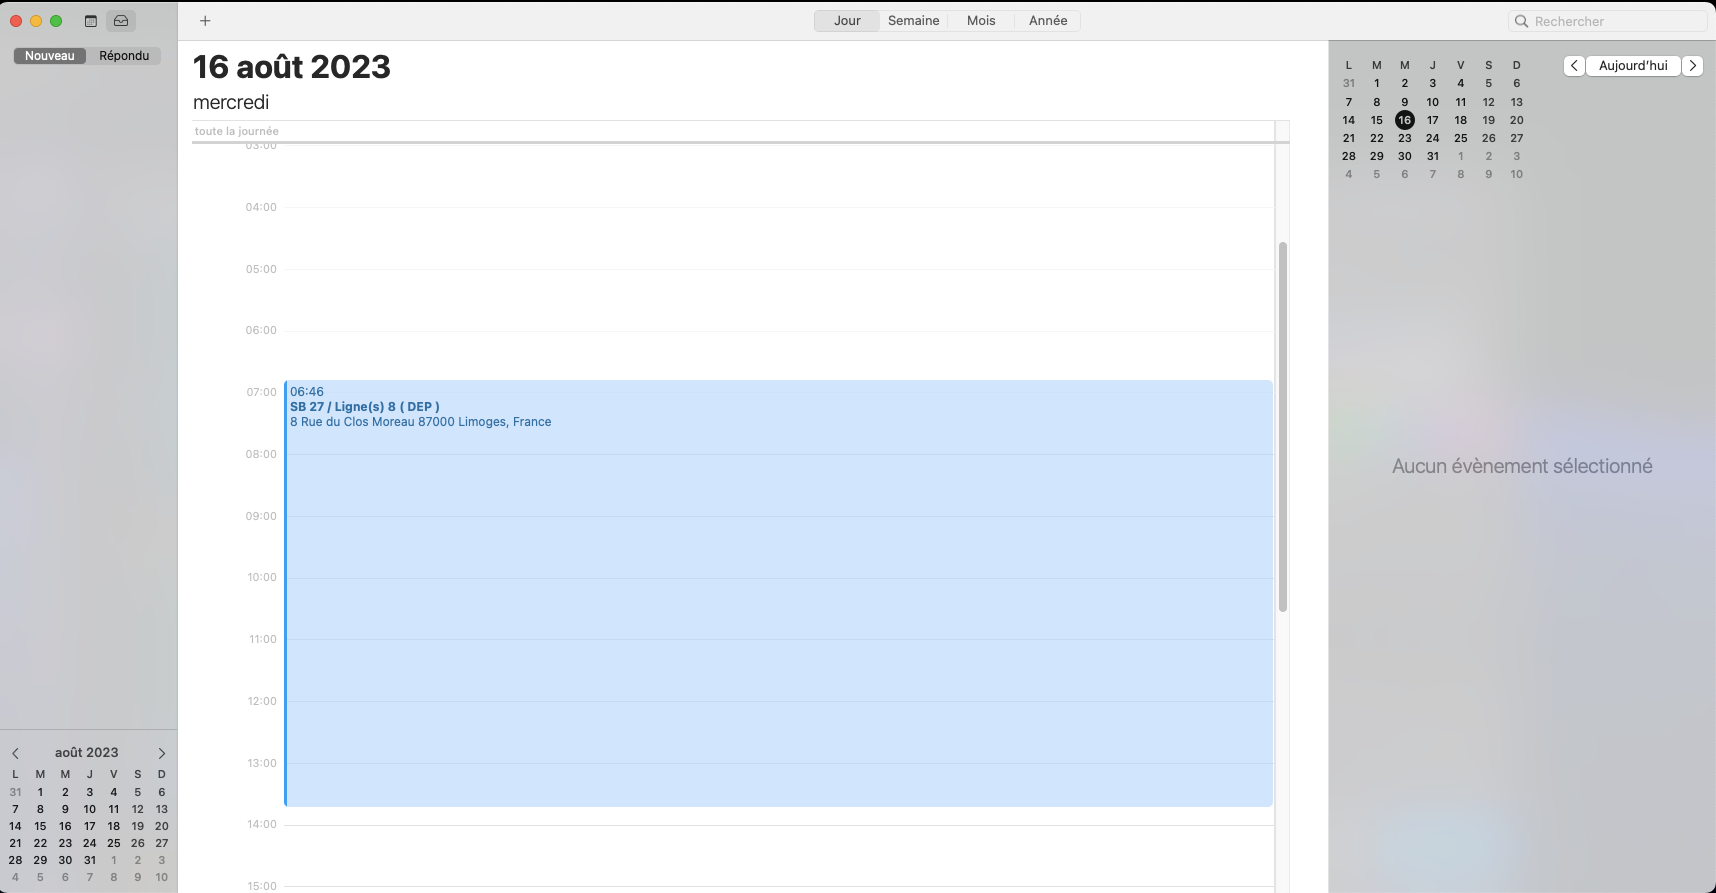 Jour Semaine Mois Année
Rechercher
Nouveau Répondu
16 août 2023
mercredi
toute la journée
03:00
04:00
05:00
06:00
07:00
08:00
09:00
10:00
11:00
12:00
13:00
14:00
15:00
06:46
SB 27 / Ligne(s) 8 ( DEP )
8 Rue du Clos Moreau 87000 Limoges, France
L M M J V S D
31 1 2 3 4 5 6
7 8 9 10 11 12 13
14 15 16 17 18 19 20
21 22 23 24 25 26 27
28 29 30 31 1 2 3
4 5 6 7 8 9 10
Aujourd’hui
Aucun évènement sélectionné
août 2023
L M M J V S D
31 1 2 3 4 5 6
7 8 9 10 11 12 13
14 15 16 17 18 19 20
21 22 23 24 25 26 27
28 29 30 31 1 2 3
4 5 6 7 8 9 10